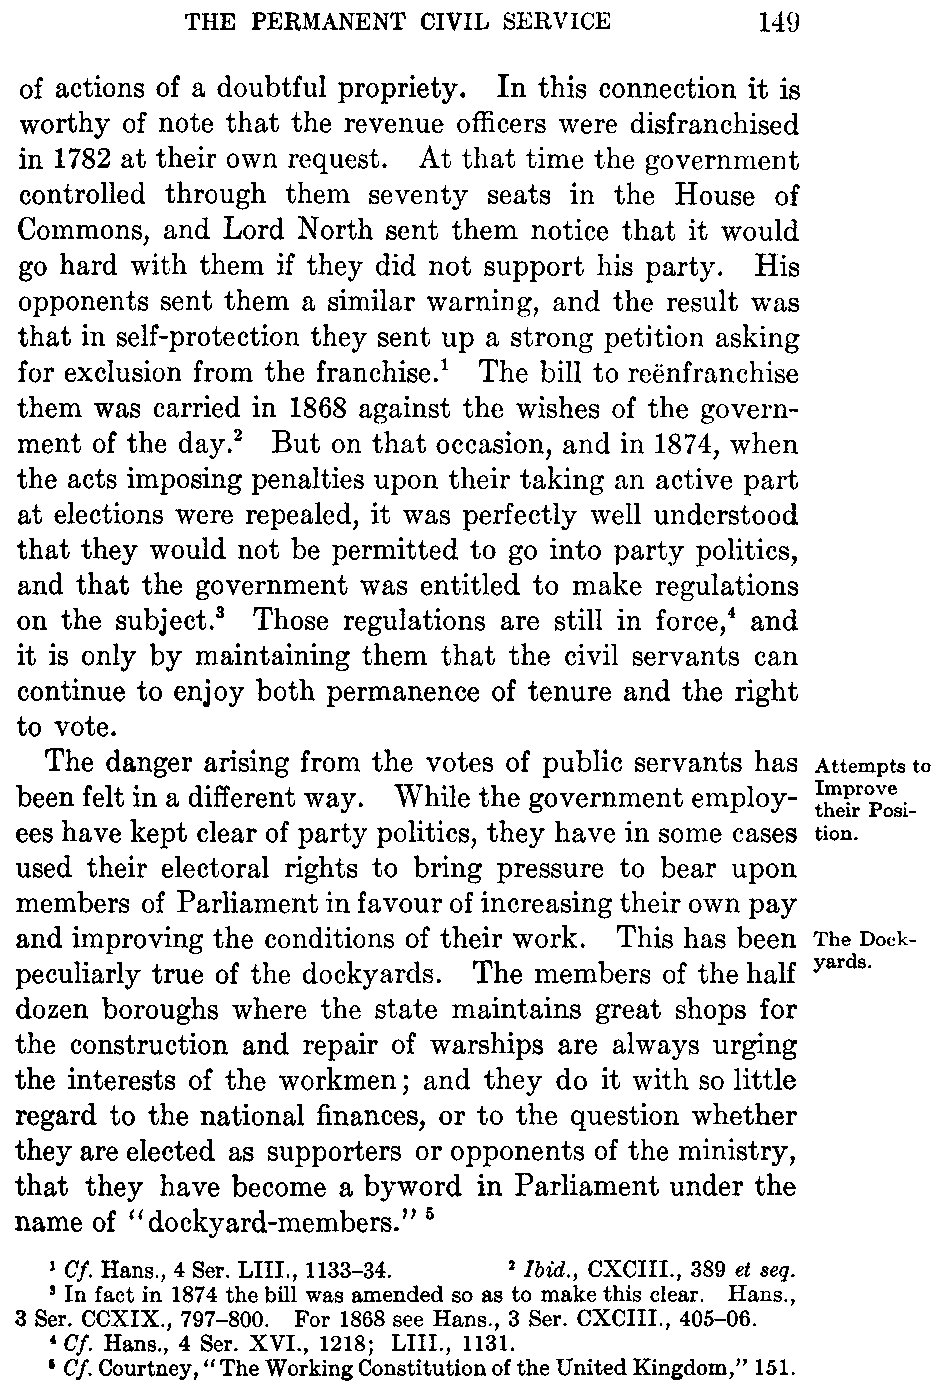 THE PERMANENT CIVIL SERVICE 149
of actions of a doubtful propriety. In this connection it is
worthy of note that the revenue officers were disfranchised
in 1782 at their own request. At that time the government
controlled through them seventy seats in the House of
Commons, and Lord North sent them notice that it would
go hard with them if they did not support his party. His
opponents sent them a similar warning, and the result was
that in self-protection they sent up a strong petition asking
for exclusion from the franchise.¹ The bill to reënfranchise
them was carried in 1868 against the wishes of the govern-
ment of the day.² But on that occasion, and in 1874, when
the acts imposing penalties upon their taking an active part
at elections were repealed, it was perfectly well understood
that they would not be permitted to go into party politics,
and that the government was entitled to make regulations
on the subject.³ Those regulations are still in force,⁴ and
it is only by maintaining them that the civil servants can
continue to enjoy both permanence of tenure and the right
to vote.
The danger arising from the votes of public servants has
been felt in a different way. While the government employ-
ees have kept clear of party politics, they have in some cases
used their electoral rights to bring pressure to bear upon
members of Parliament in favour of increasing their own pay
and improving the conditions of their work. This has been
peculiarly true of the dockyards. The members of the half
dozen boroughs where the state maintains great shops for
the construction and repair of warships are always urging
the interests of the workmen; and they do it with so little
regard to the national finances, or to the question whether
they are elected as supporters or opponents of the ministry,
that they have become a byword in Parliament under the
name of "dockyard-members." ⁵
Attempts to
Improve
their Posi-
tion.
The Dock-
yards.
¹ Cf. Hans., 4 Ser. LIII., 1133–34. ² Ibid., CXCIII., 389 et seq.
³ In fact in 1874 the bill was amended so as to make this clear. Hans.,
3 Ser. CCXIX., 797–800. For 1868 see Hans., 3 Ser. CXCIII., 405–06.
⁴ Cf. Hans., 4 Ser. XVI., 1218; LIII., 1131.
⁵ Cf. Courtney, "The Working Constitution of the United Kingdom," 151.